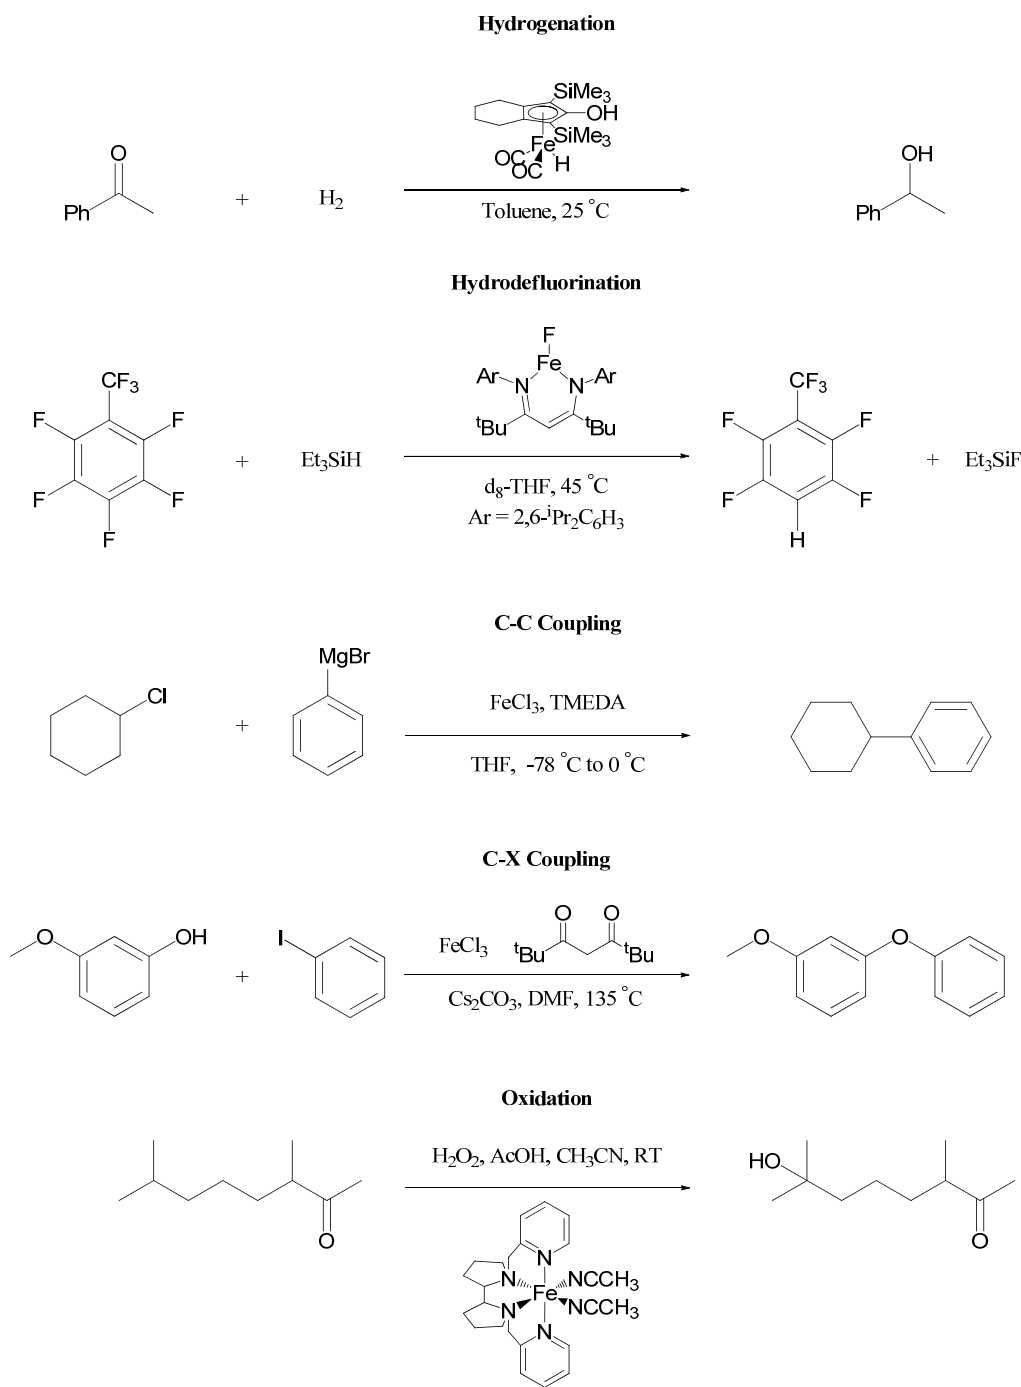 Hydrogenation
SiMe3
OH
SiMe3
Fe
H
OC
OC
O
Ph
+
H2
Toluene, 25 °C
OH
Ph
Hydrodefluorination
F
Fe
Ar
N
N
Ar
tBu
tBu
CF3
F
F
F
F
F
+
Et3SiH
d8-THF, 45 °C
Ar = 2,6-iPr2C6H3
CF3
F
F
F
F
H
+
Et3SiF
C-C Coupling
Cl
+
MgBr
FeCl3, TMEDA
THF, -78 °C to 0 °C
C-X Coupling
O
OH
+
I
FeCl3
O
O
tBu
tBu
Cs2CO3, DMF, 135 °C
O
O
Oxidation
O
H2O2, AcOH, CH3CN, RT
N
N
Fe
NCCH3
N
NCCH3
N
HO
O